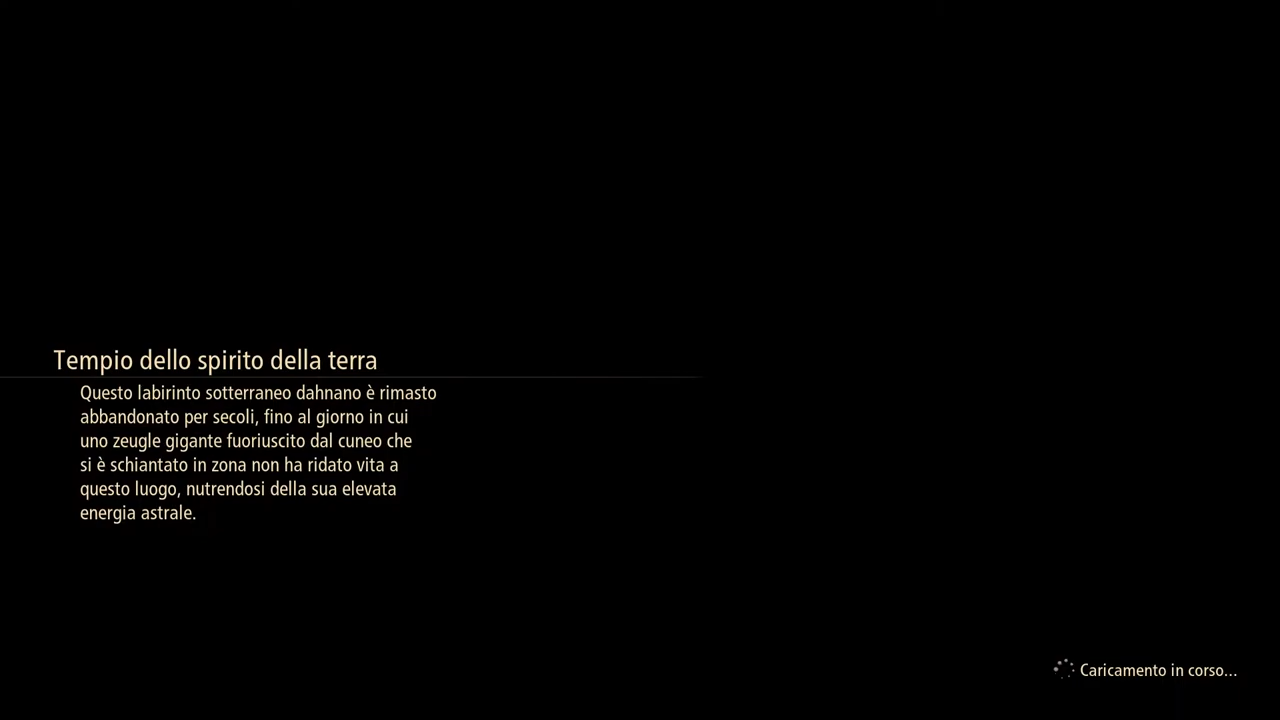 Tempio dello spirito della terra
Questo labirinto sotterraneo dahnano è rimasto
abbandonato per secoli, fino al giorno in cui
uno zeugle gigante fuoriuscito dal cuneo che
si è schiantato in zona non ha ridato vita a
questo luogo, nutrendosi della sua elevata
energia astrale.
Caricamento in corso...